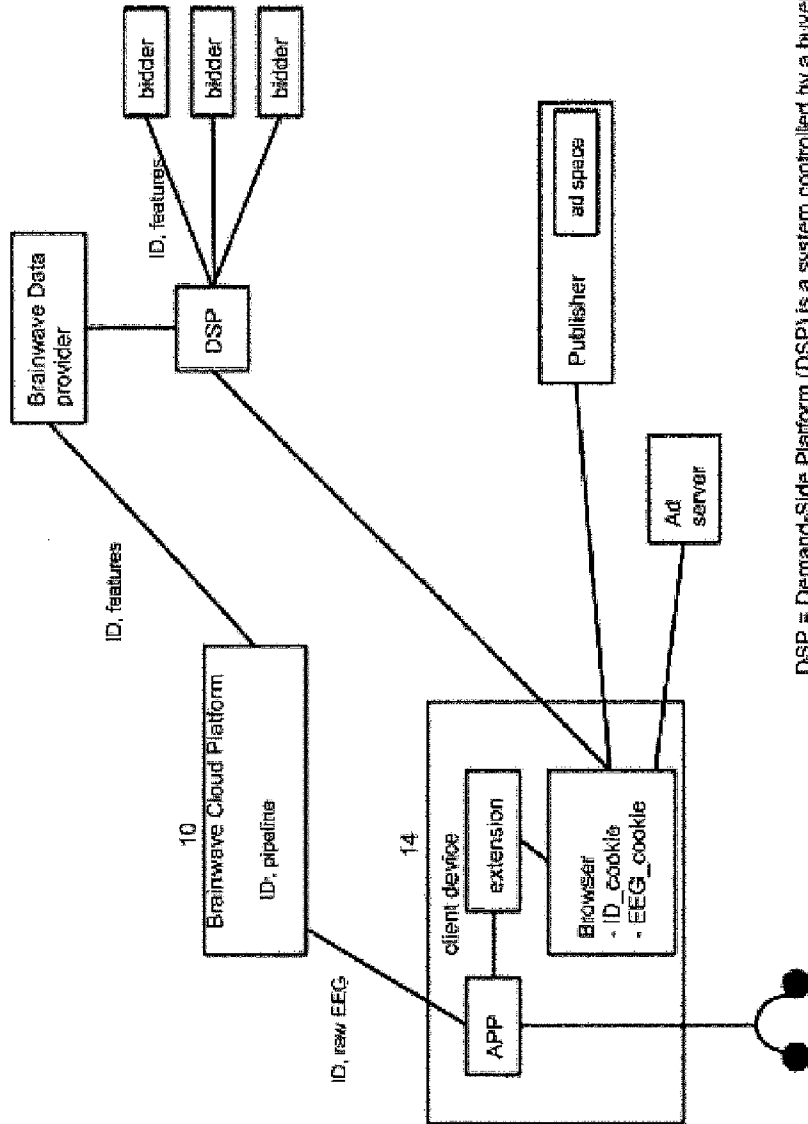 bidder
bidder
bidder
ID, features
Brainwave Data
provider
DSP
ID, features
10
Brainwave Cloud Platform
ID, pipeline
ad space
Publisher
Ad
server
14
client device
extension
Browser
- ID_cookie
- EEG_cookie
APP
ID, raw EEG
DSP = Demand-Side Platform (DSP) is a system controlled by a